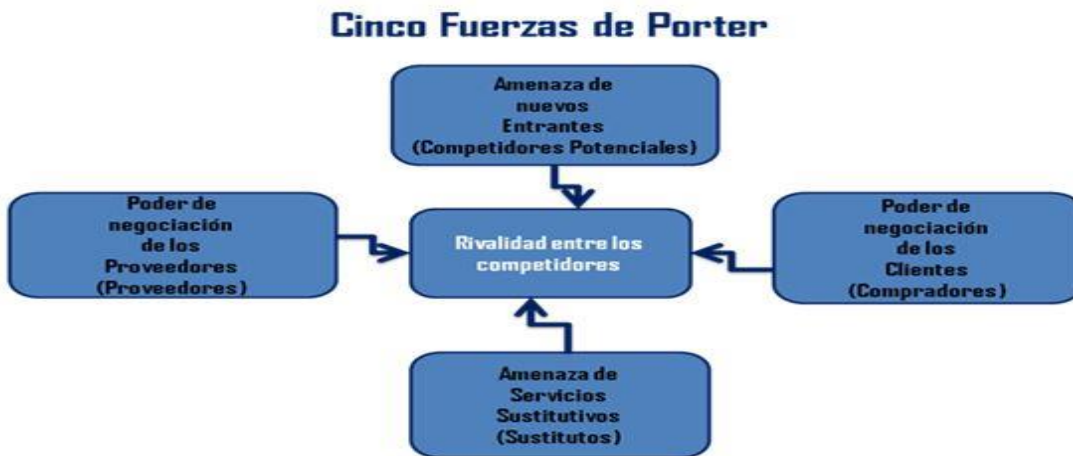 Cinco Fuerzas de Porter
Amenaza de
nuevos
Entrantes
(Competidores Potenciales)
Poder de
negociación
de los
Proveedores
(Proveedores)
Rivalidad entre los
competidores
Poder de
negociación
de los
Clientes
(Compradores)
Amenaza de
Servicios
Sustitutivos
(Sustitutos)